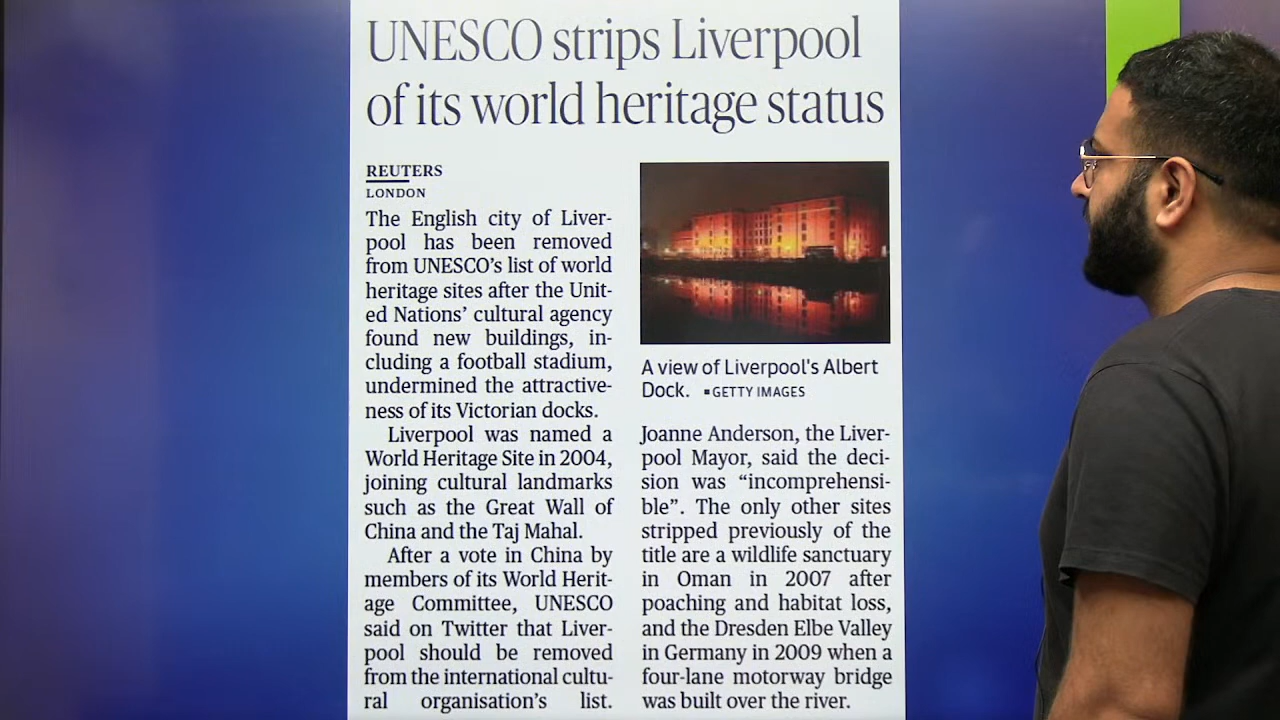 UNESCO strips Liverpool
of its world heritage status
REUTERS
LONDON
The English city of Liver-
pool has been removed
from UNESCO's list of world
heritage sites after the Unit-
ed Nations' cultural agency
found new buildings, in-
cluding a football stadium,
undermined the attractive-
ness of its Victorian docks.
Liverpool was named a
World Heritage Site in 2004,
joining cultural landmarks
such as the Great Wall of
China and the Taj Mahal.
After a vote in China by
members of its World Herit-
age Committee, UNESCO
said on Twitter that Liver-
pool should be removed
from the international cultu-
ral organisation's list.
A view of Liverpool's Albert
Dock. ▪GETTY IMAGES
Joanne Anderson, the Liver-
pool Mayor, said the deci-
sion was “incomprehensi-
ble”. The only other sites
stripped previously of the
title are a wildlife sanctuary
in Oman in 2007 after
poaching and habitat loss,
and the Dresden Elbe Valley
in Germany in 2009 when a
four-lane motorway bridge
was built over the river.